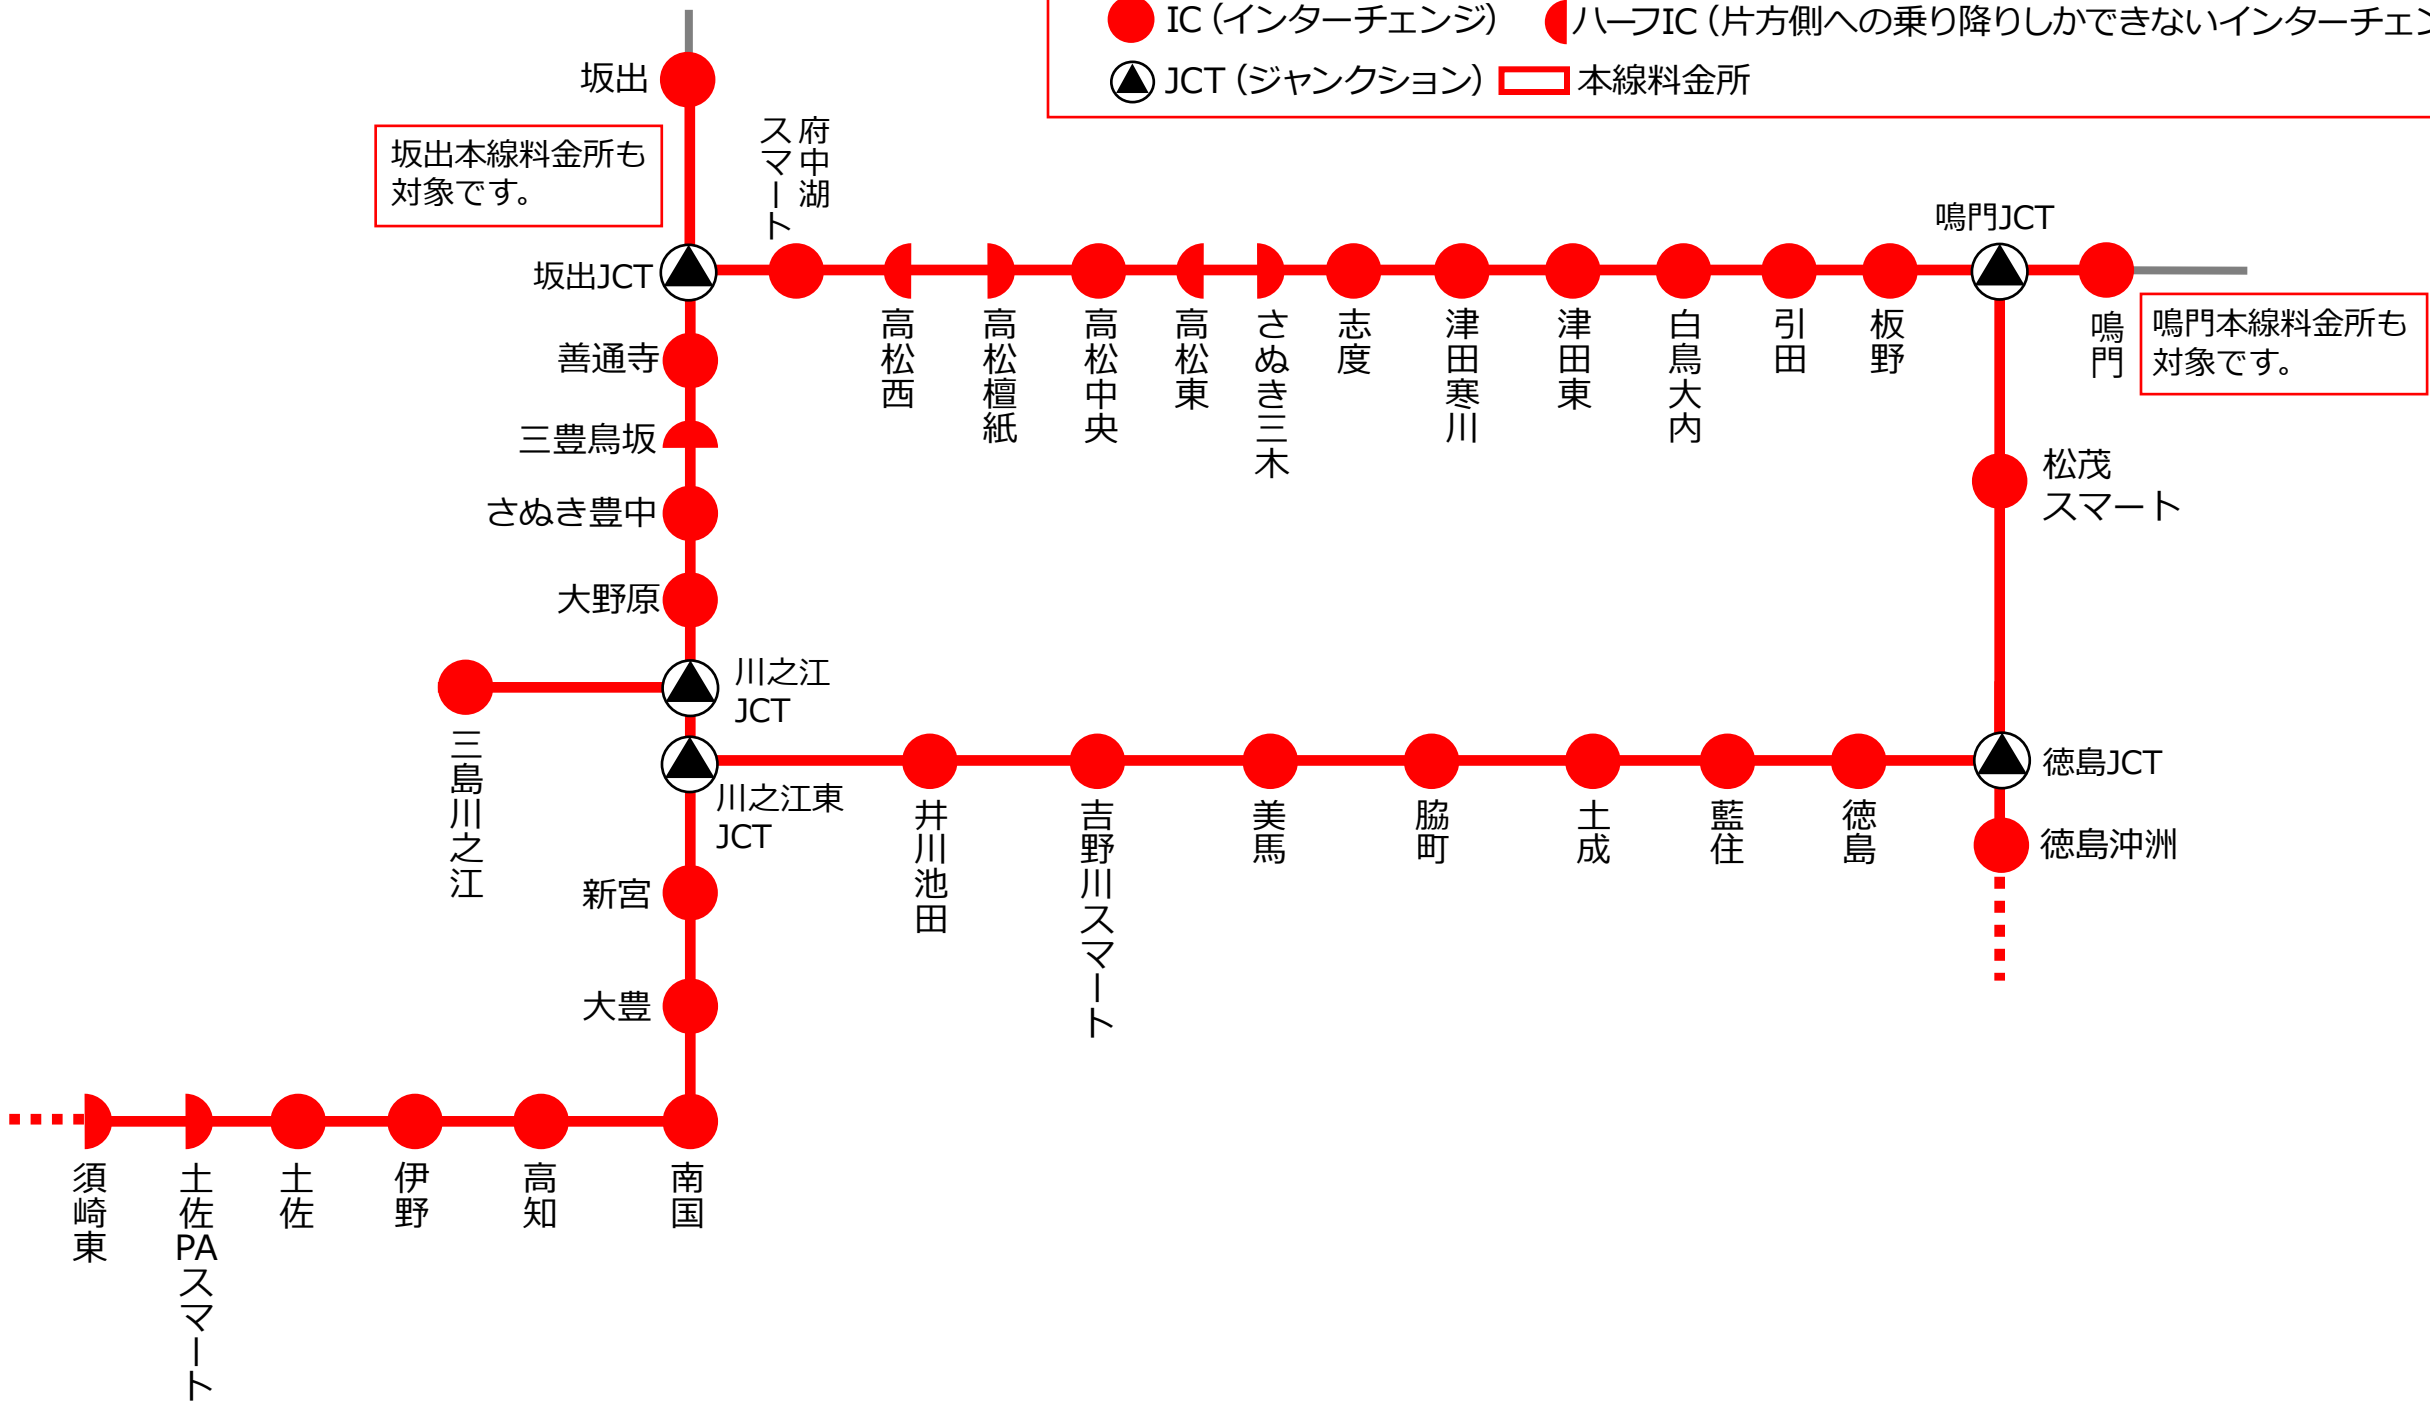 IC（インターチェンジ）
ハーフIC（片方側への乗り降りしかできないインターチェン
JCT（ジャンクション）
本線料金所
坂出
坂出本線料金所も
対象です。
府中湖
スマート
坂出JCT
鳴門JCT
高松西
高松檀紙
高松中央
高松東
さぬき三木
志度
津田寒川
津田東
白鳥大内
引田
板野
鳴門
鳴門本線料金所も
対象です。
善通寺
三豊鳥坂
さぬき豊中
大野原
松茂
スマート
川之江
JCT
三島川之江
川之江東
JCT
井川池田
吉野川スマート
美馬
脇町
土成
藍住
徳島
徳島JCT
徳島沖洲
新宮
大豊
須崎東
土佐PAスマート
土佐
伊野
高知
南国